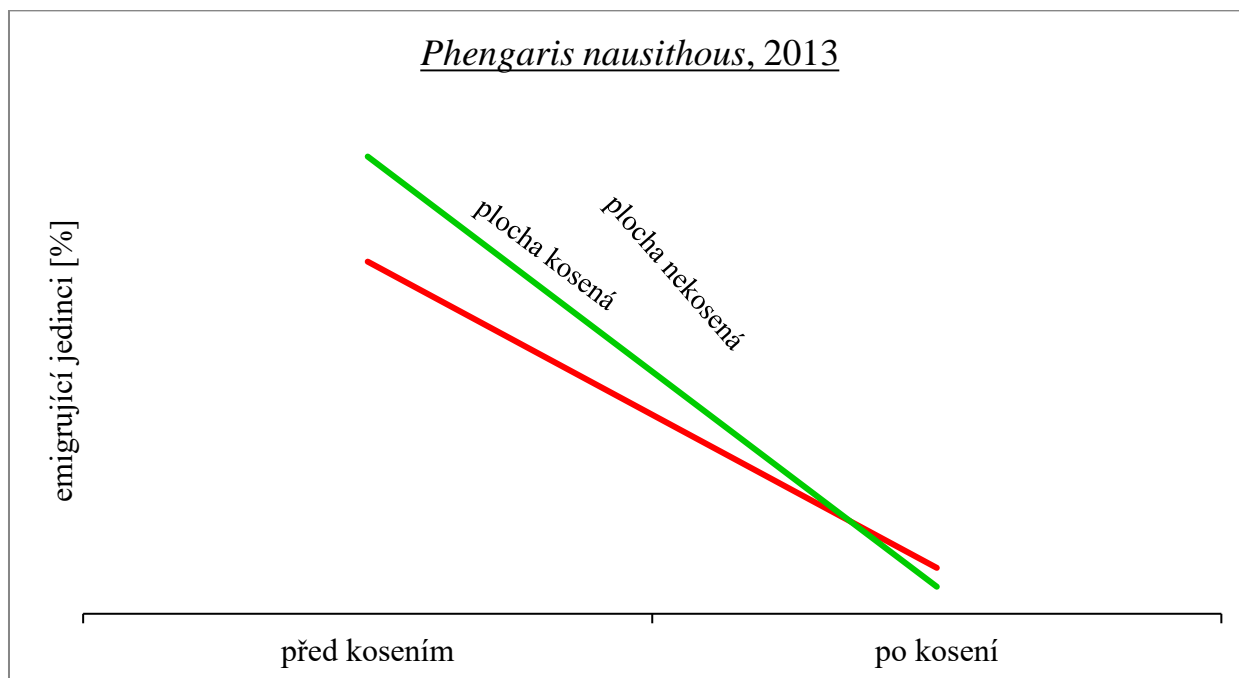 Phengaris nausithous, 2013
emigrující jedinci [%]
plocha kosená
plocha nekosená
před kosením
po kosení